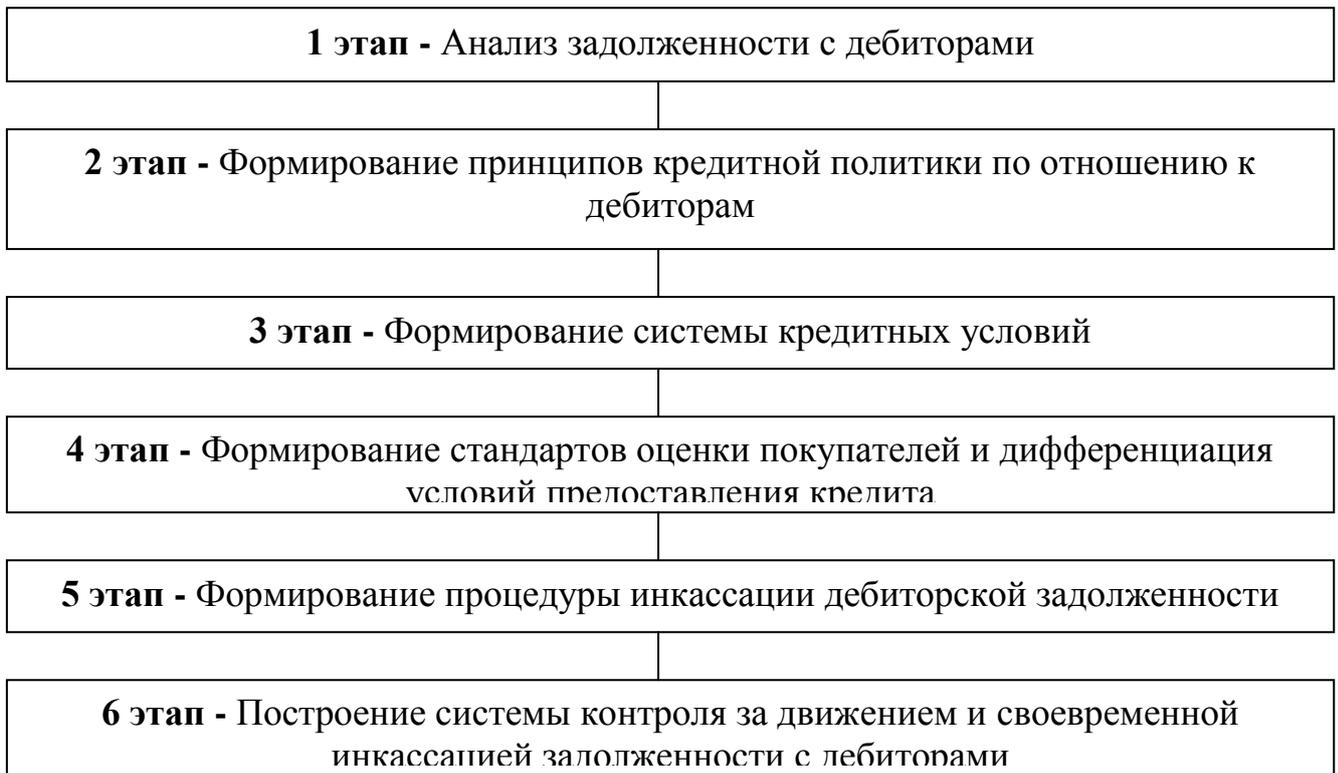 1 этап - Анализ задолженности с дебиторами
2 этап - Формирование принципов кредитной политики по отношению к
дебиторам
3 этап - Формирование системы кредитных условий
4 этап - Формирование стандартов оценки покупателей и дифференциация
условий предоставления кредита
5 этап - Формирование процедуры инкассации дебиторской задолженности
6 этап - Построение системы контроля за движением и своевременной
инкассацией задолженности с дебиторами